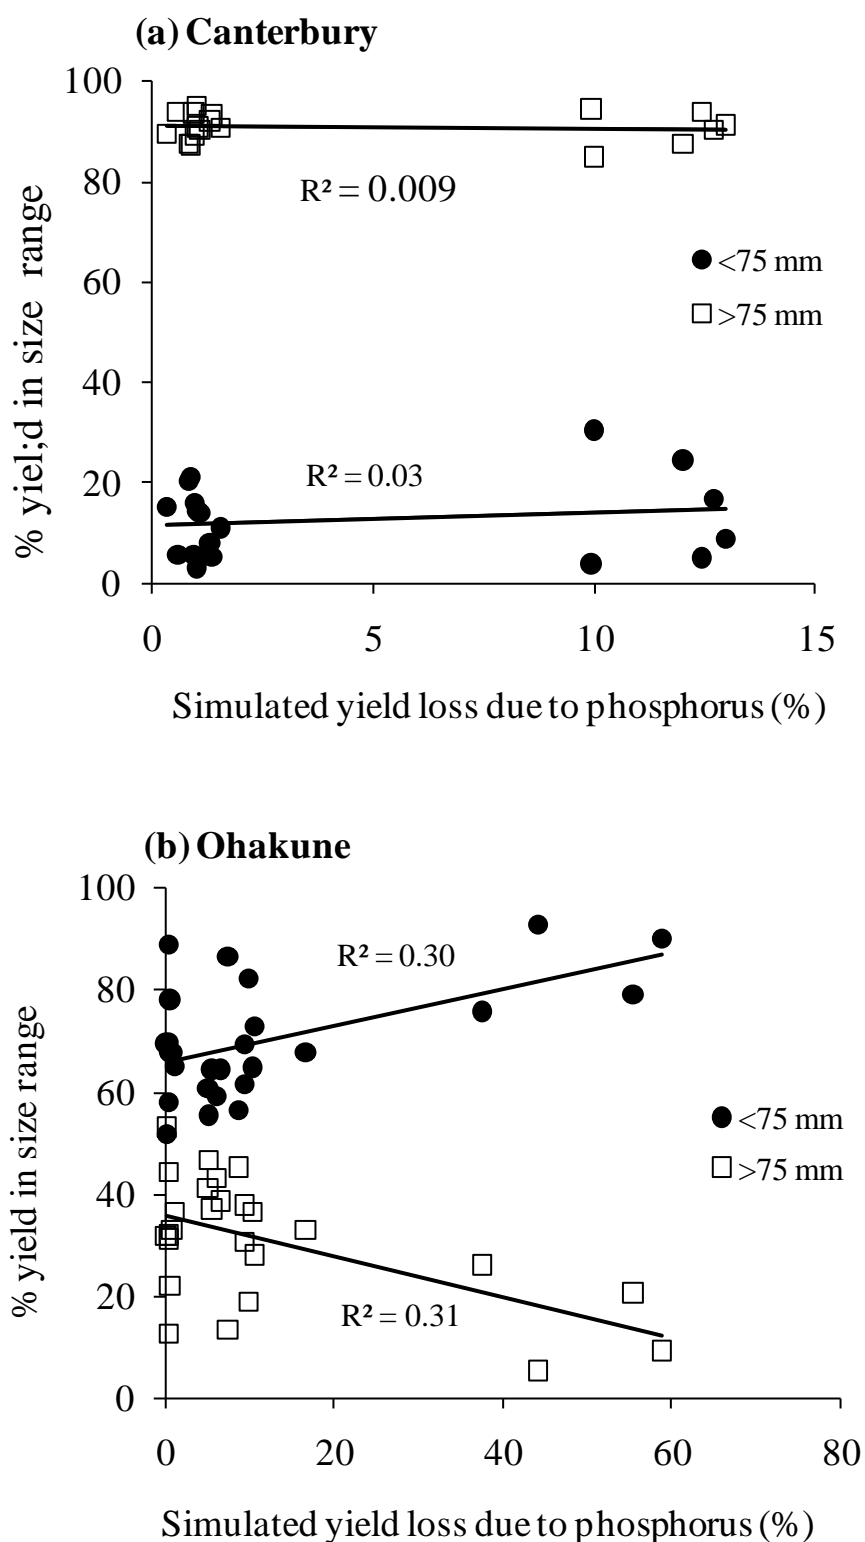 (a) Canterbury
100
80
60
40
20
0
% yiel;d in size range
R² = 0.009
<75 mm
>75 mm
R² = 0.03
0 5 10 15
Simulated yield loss due to phosphorus (%)
(b) Ohakune
100
80
60
40
20
0
% yield in size range
R² = 0.30
<75 mm
>75 mm
R² = 0.31
0 20 40 60 80
Simulated yield loss due to phosphorus (%)